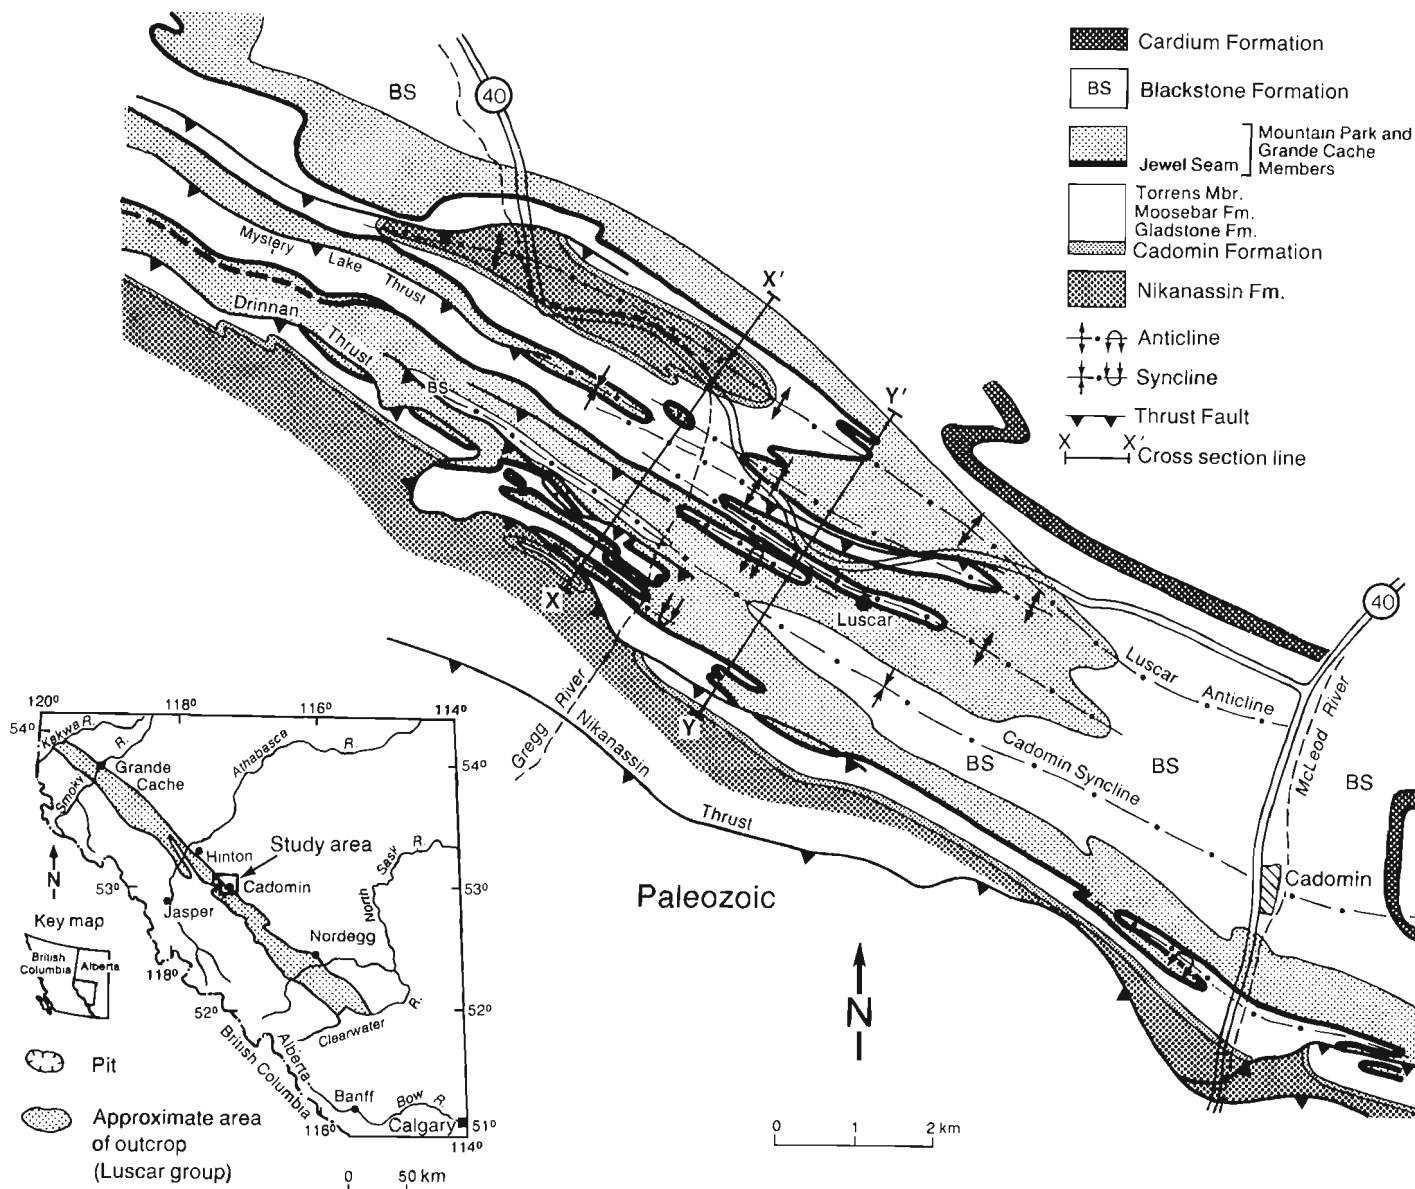 Cardium Formation
BS
Blackstone Formation
Jewel Seam
Mountain Park and
Grande Cache
Members
Torrens Mbr.
Moosebar Fm.
Gladstone Fm.
Cadomin Formation
Nikanassin Fm.
Anticline
Syncline
Thrust Fault
X X′ Cross section line
BS
40
Mystery Lake Thrust
Drinnan Thrust
BS
X′
Y′
X
Y
Luscar
Gregg River
Nikanassin Thrust
Luscar Anticline
Cadomin Syncline
BS
BS
BS
40
McLeod River
Cadomin
Paleozoic
N
0 1 2 km
120° 118° 116° 114°
54°
Kakwa R.
Smoky R.
Grande
Cache
Athabasca R.
54°
Hinton
Study area
Cadomin
N
53°
53°
Jasper
North Sask R.
Key map
British
Columbia
Alberta
Nordegg
118°
52°
52°
Clearwater R.
Alberta
British Columbia
Banff
Bow R.
Calgary
51°
116°
114°
Pit
Approximate area
of outcrop
(Luscar group)
0 50 km